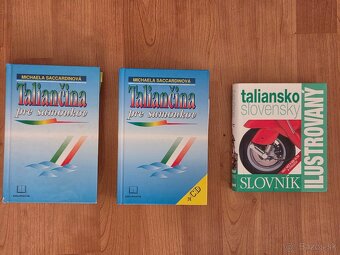 MICHAELA SACCARDINOVÁ
Taliančina
pre samoukov
MICHAELA SACCARDINOVÁ
Taliančina
pre samoukov
CD
taliansko
slovenský
SLOVNÍK
ILUSTROVANÝ